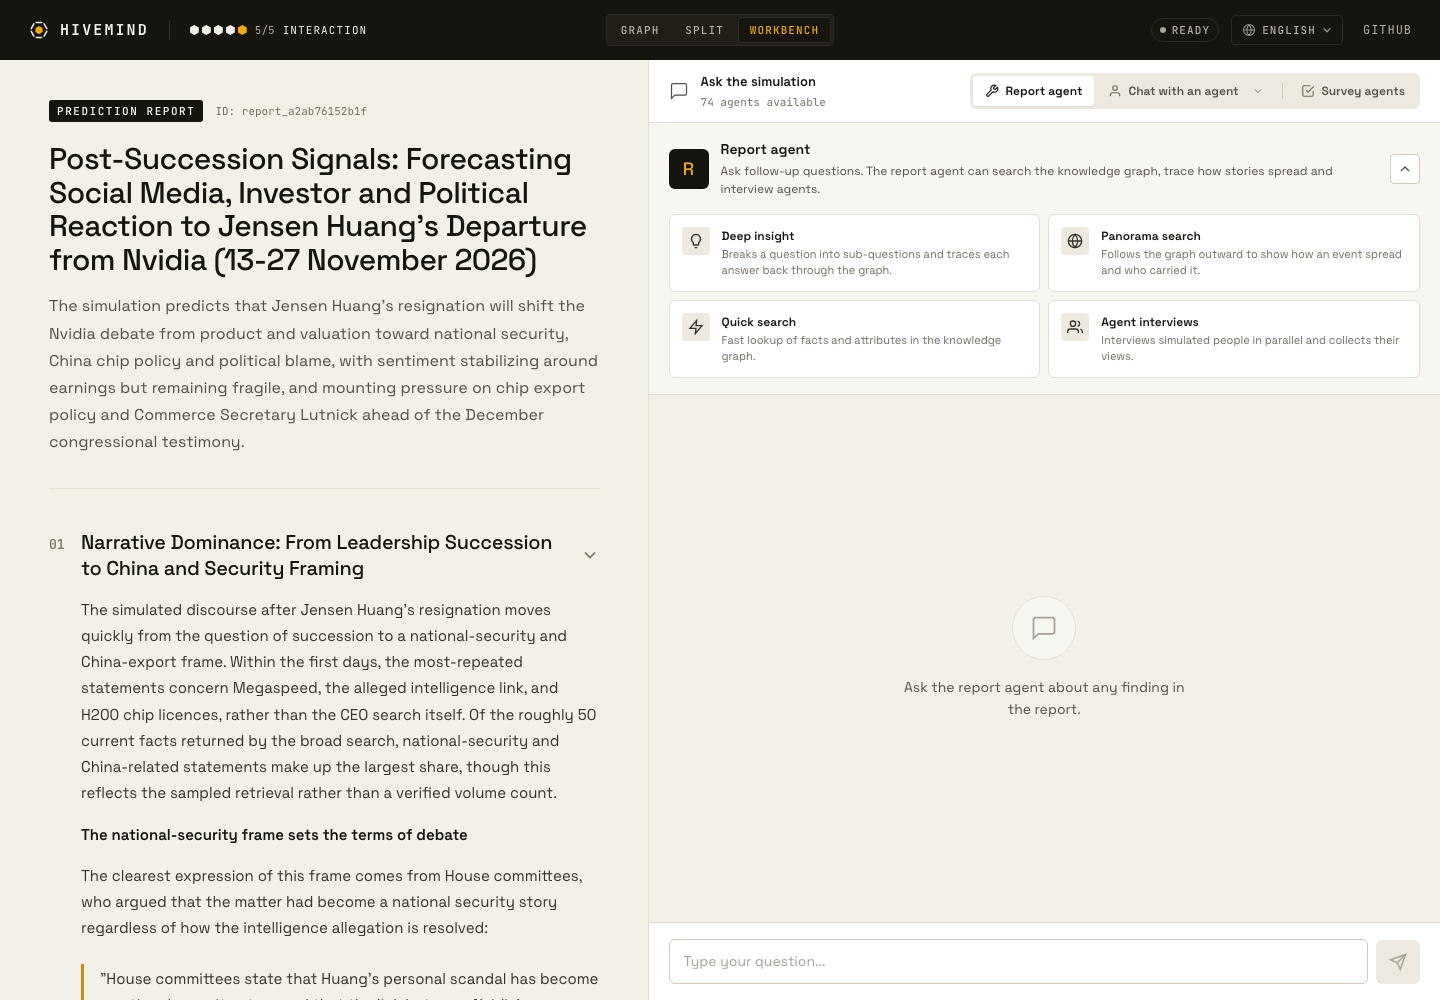 HIVEMIND
5/5 INTERACTION
GRAPH SPLIT WORKBENCH
READY
ENGLISH
GITHUB
PREDICTION REPORT ID: report_a2ab76152b1f
Post-Succession Signals: Forecasting
Social Media, Investor and Political
Reaction to Jensen Huang's Departure
from Nvidia (13-27 November 2026)
The simulation predicts that Jensen Huang's resignation will shift the
Nvidia debate from product and valuation toward national security,
China chip policy and political blame, with sentiment stabilizing around
earnings but remaining fragile, and mounting pressure on chip export
policy and Commerce Secretary Lutnick ahead of the December
congressional testimony.
01 Narrative Dominance: From Leadership Succession
to China and Security Framing
The simulated discourse after Jensen Huang's resignation moves
quickly from the question of succession to a national-security and
China-export frame. Within the first days, the most-repeated
statements concern Megaspeed, the alleged intelligence link, and
H200 chip licences, rather than the CEO search itself. Of the roughly 50
current facts returned by the broad search, national-security and
China-related statements make up the largest share, though this
reflects the sampled retrieval rather than a verified volume count.
The national-security frame sets the terms of debate
The clearest expression of this frame comes from House committees,
who argued that the matter had become a national security story
regardless of how the intelligence allegation is resolved:
"House committees state that Huang's personal scandal has become
Ask the simulation
74 agents available
Report agent
Chat with an agent
Survey agents
R
Report agent
Ask follow-up questions. The report agent can search the knowledge graph, trace how stories spread and
interview agents.
Deep insight
Breaks a question into sub-questions and traces each
answer back through the graph.
Panorama search
Follows the graph outward to show how an event spread
and who carried it.
Quick search
Fast lookup of facts and attributes in the knowledge
graph.
Agent interviews
Interviews simulated people in parallel and collects their
views.
Ask the report agent about any finding in
the report.
Type your question...